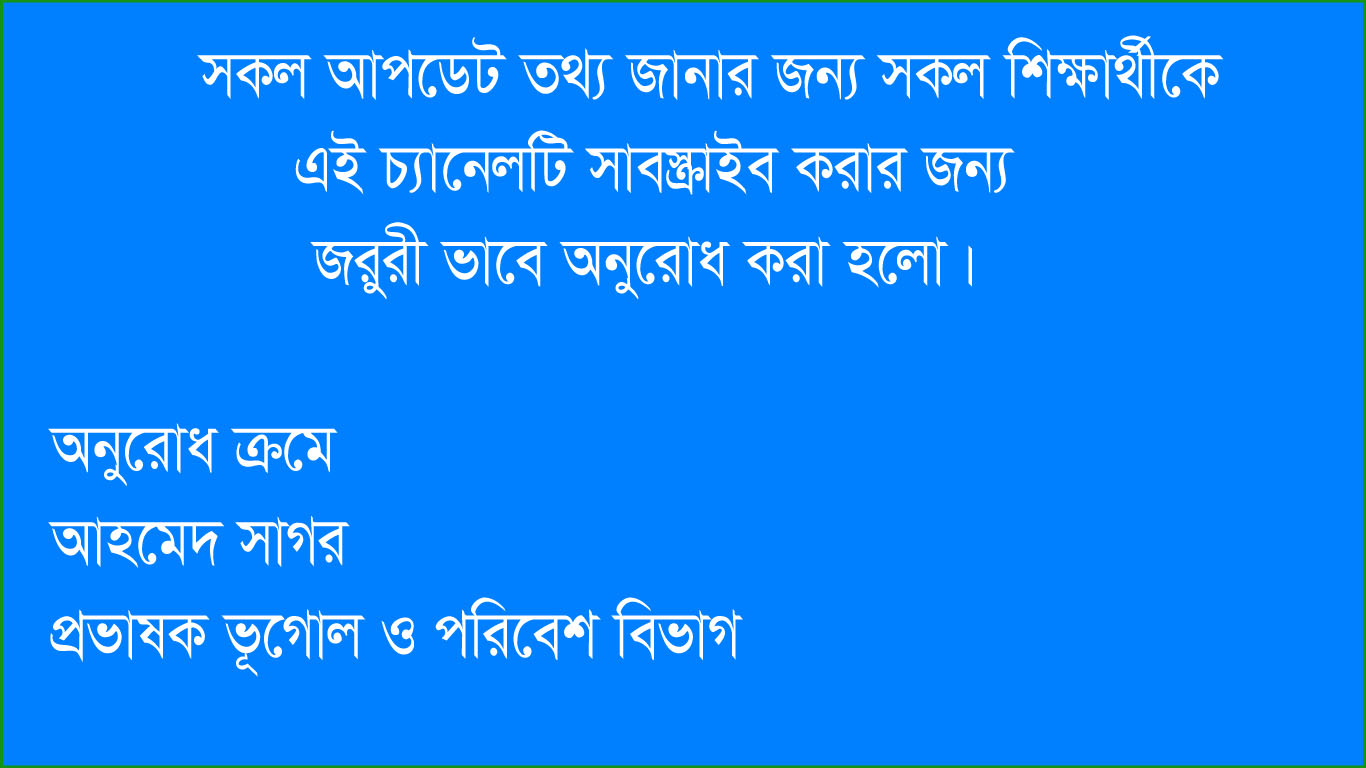 সকল আপডেট তথ্য জানার জন্য সকল শিক্ষার্থীকে
এই চ্যানেলটি সাবস্ক্রাইব করার জন্য
জরুরী ভাবে অনুরোধ করা হলো।
অনুরোধ ক্রমে
আহমেদ সাগর
প্রভাষক ভূগোল ও পরিবেশ বিভাগ